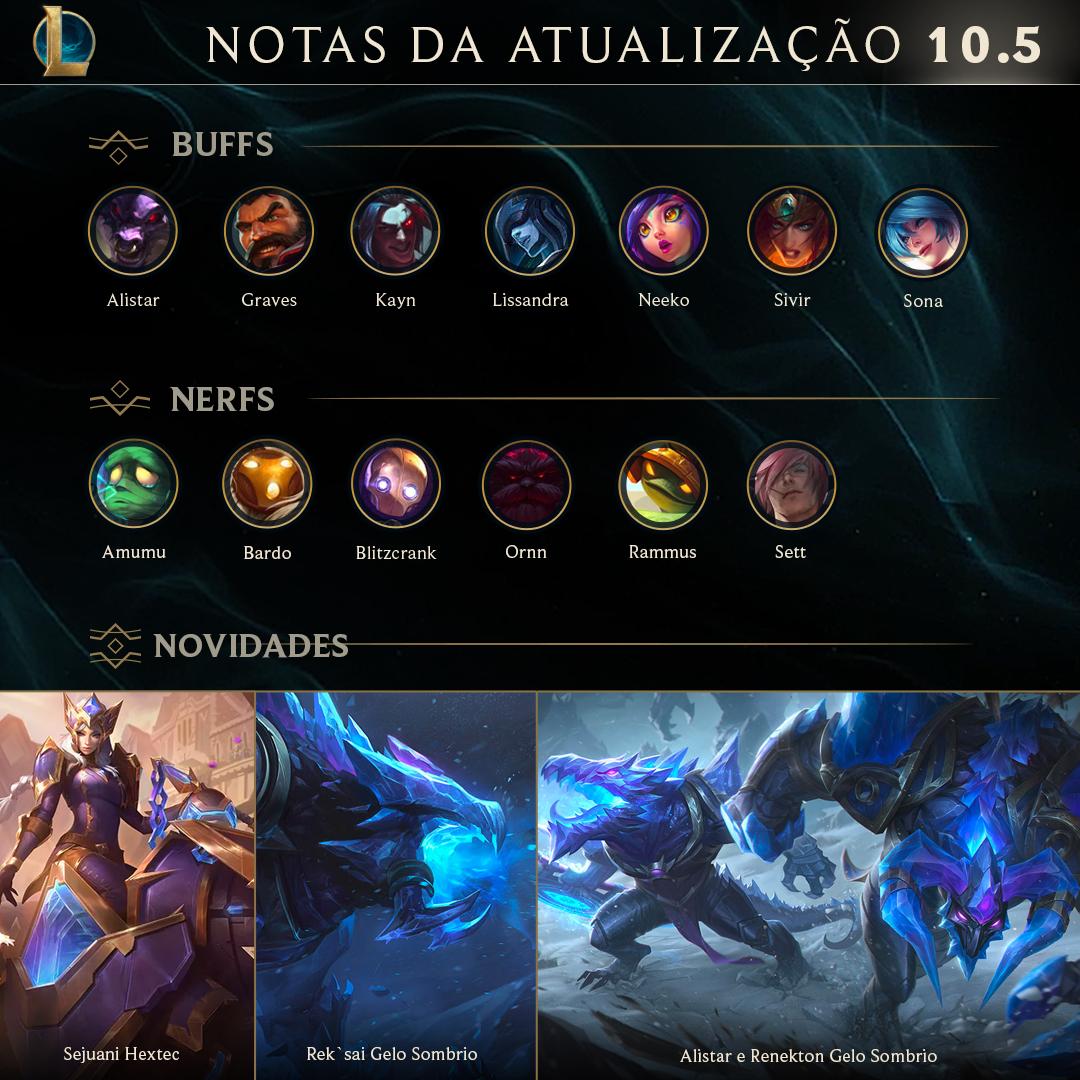 NOTAS DA ATUALIZAÇÃO 10.5
BUFFS
Alistar Graves Kayn Lissandra Neeko Sivir Sona
NERFS
Amumu Bardo Blitzcrank Ornn Rammus Sett
NOVIDADES
Sejuani Hextec Rek`sai Gelo Sombrio Alistar e Renekton Gelo Sombrio